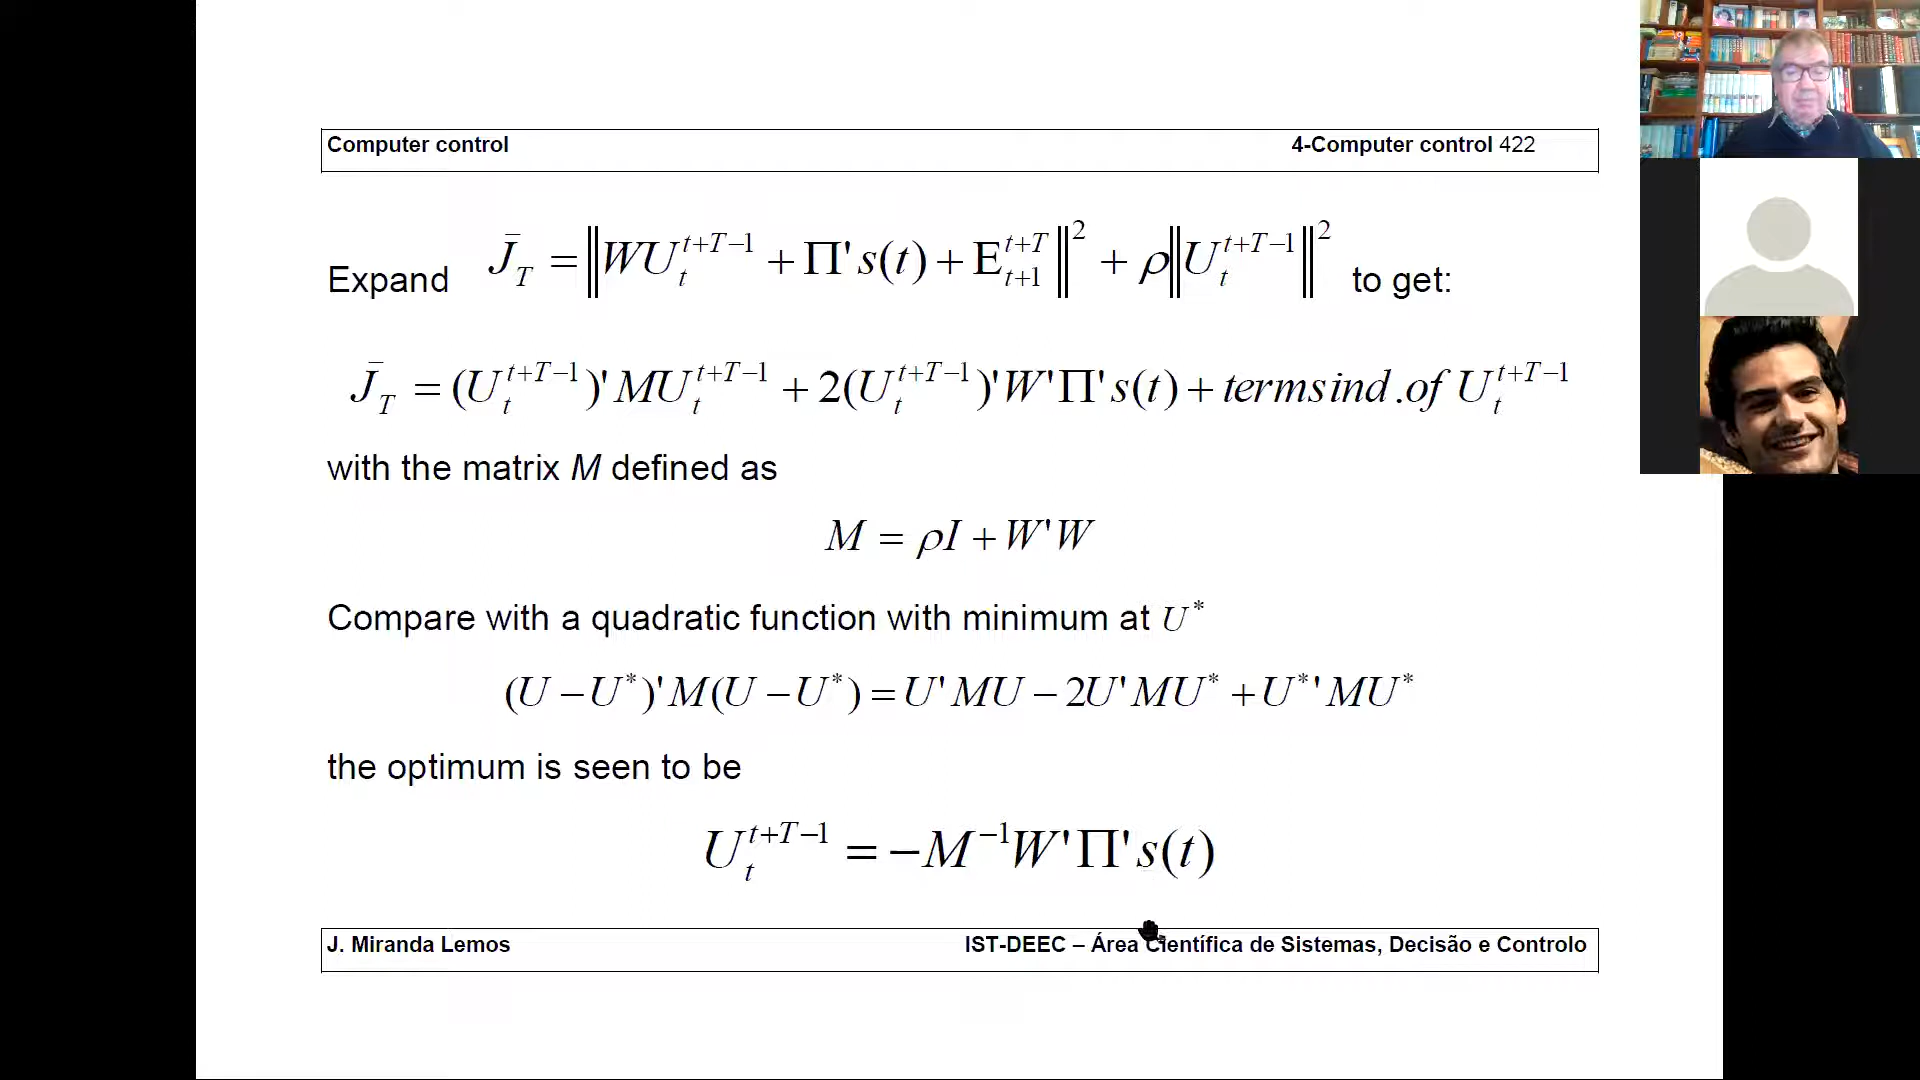 Computer control 4-Computer control 422
Expand J̄_T = ‖WU_t^{t+T−1} + Π's(t) + E_{t+1}^{t+T}‖² + ρ‖U_t^{t+T−1}‖² to get:
J̄_T = (U_t^{t+T−1})'MU_t^{t+T−1} + 2(U_t^{t+T−1})'W'Π's(t) + termsind.of U_t^{t+T−1}
with the matrix M defined as
M = ρI + W'W
Compare with a quadratic function with minimum at U^*
(U − U^*)'M(U − U^*) = U'MU − 2U'MU^* + U^*'MU^*
the optimum is seen to be
U_t^{t+T−1} = −M^{−1}W'Π's(t)
J. Miranda Lemos IST-DEEC – Área Científica de Sistemas, Decisão e Controlo